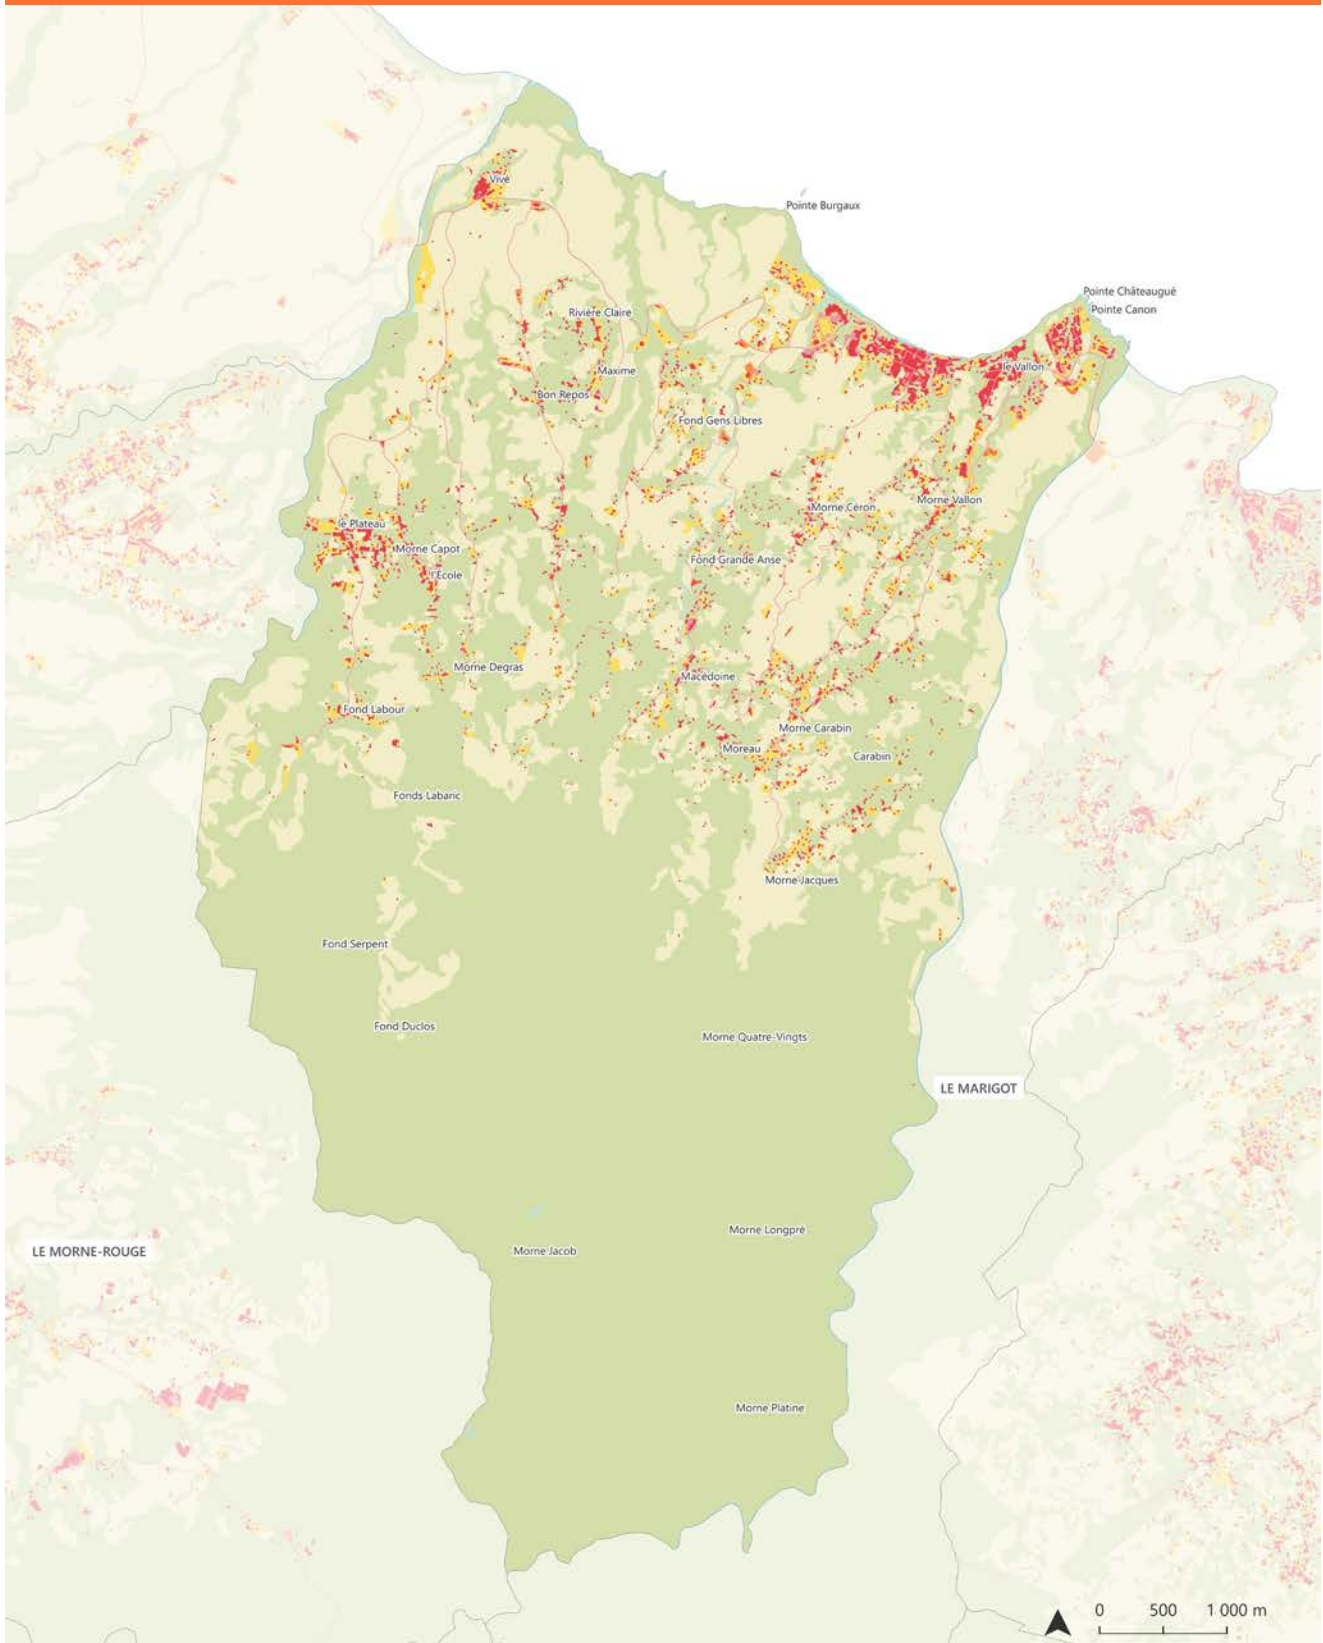 Vivé
Pointe Burgaux
Pointe Châteaugué
Pointe Canon
Rivière Claire
le Vallon
Maxime
Bon Repos
Fond Gens Libres
Morne Vallon
Morne Céron
le Plateau
Morne Capot
Fond Grande Anse
l'Ecole
Morne Degras
Macédoine
Fond Labour
Morne Carabin
Moreau
Carabin
Fonds Labaric
Morne Jacques
Fond Serpent
Fond Duclos
Morne Quatre-Vingts
LE MARIGOT
Morne Longpré
LE MORNE-ROUGE
Morne Jacob
Morne Platine
0 500 1 000 m